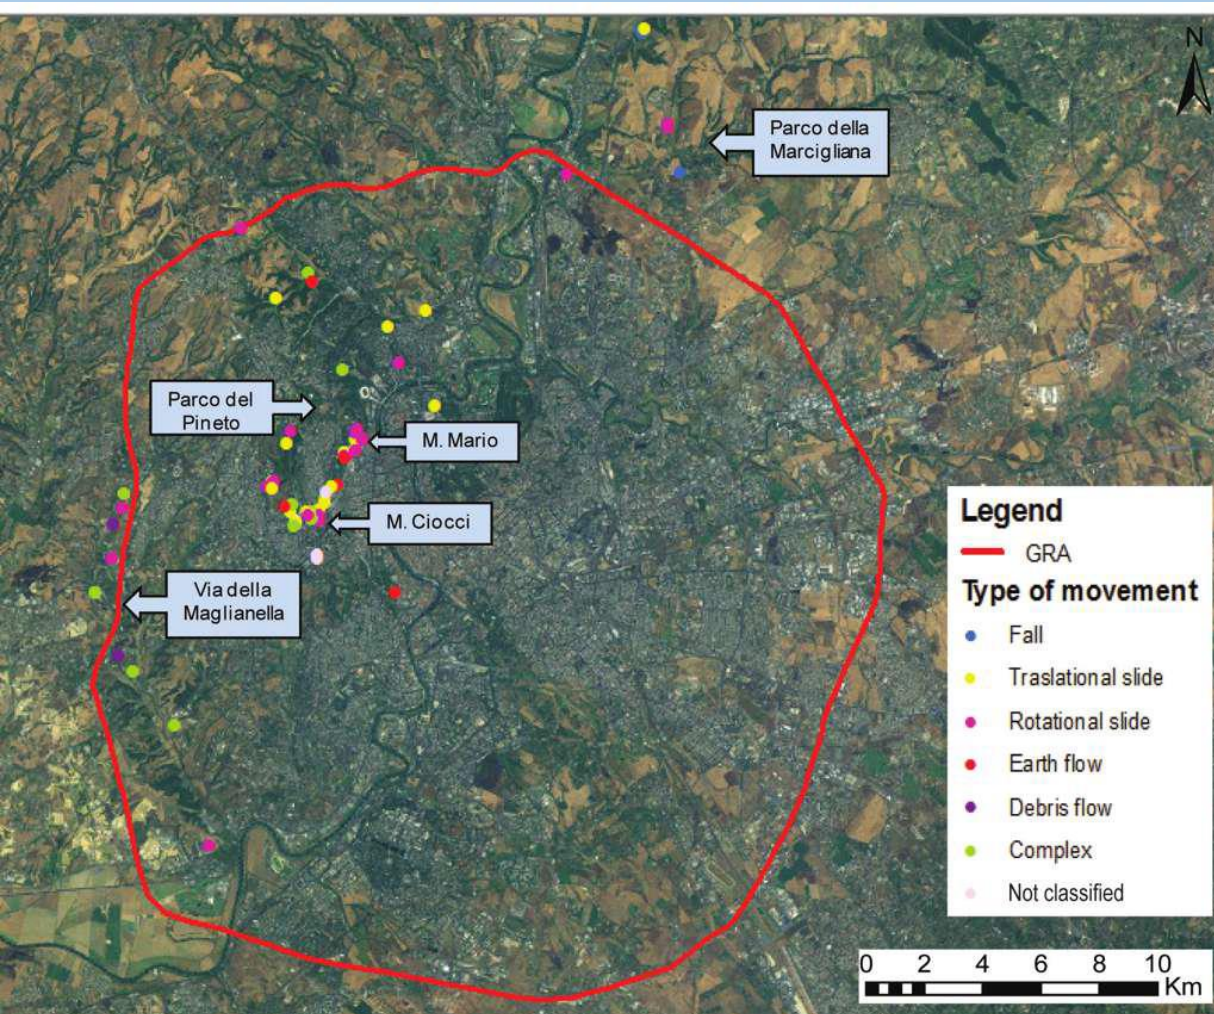 N
Parco della
Marcigliana
Parco del
Pineto
M. Mario
M. Ciocci
Via della
Maglianella
Legend
GRA
Type of movement
Fall
Traslational slide
Rotational slide
Earth flow
Debris flow
Complex
Not classified
0 2 4 6 8 10
Km